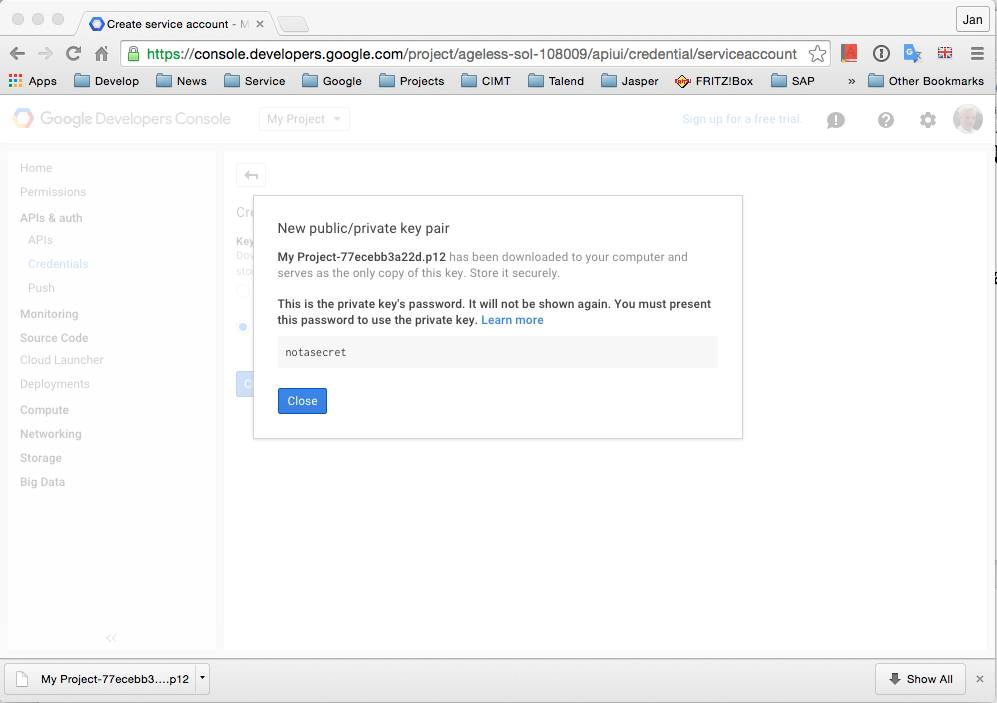 Create service account - M
Jan
https://console.developers.google.com/project/ageless-sol-108009/apiui/credential/serviceaccount
Apps Develop News Service Google Projects CIMT Talend Jasper FRITZ!Box SAP » Other Bookmarks
Google Developers Console My Project Sign up for a free trial.
Home
Permissions
APIs & auth
APIs
Credentials
Push
Monitoring
Source Code
Cloud Launcher
Deployments
Compute
Networking
Storage
Big Data
New public/private key pair
My Project-77ecebb3a22d.p12 has been downloaded to your computer and
serves as the only copy of this key. Store it securely.
This is the private key's password. It will not be shown again. You must present
this password to use the private key. Learn more
notasecret
Close
My Project-77ecebb3....p12
Show All